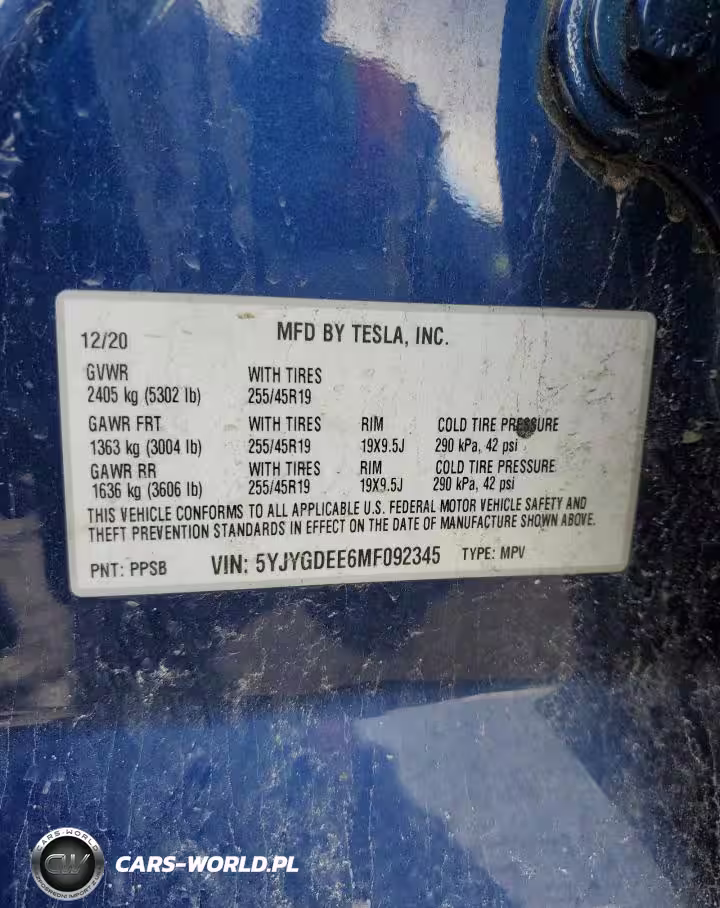 12/20 MFD BY TESLA, INC.
GVWR WITH TIRES
2405 kg (5302 lb) 255/45R19
GAWR FRT WITH TIRES RIM COLD TIRE PRESSURE
1363 kg (3004 lb) 255/45R19 19X9.5J 290 kPa, 42 psi
GAWR RR WITH TIRES RIM COLD TIRE PRESSURE
1636 kg (3606 lb) 255/45R19 19X9.5J 290 kPa, 42 psi
THIS VEHICLE CONFORMS TO ALL APPLICABLE U.S. FEDERAL MOTOR VEHICLE SAFETY AND
THEFT PREVENTION STANDARDS IN EFFECT ON THE DATE OF MANUFACTURE SHOWN ABOVE.
PNT: PPSB VIN: 5YJYGDEE6MF092345 TYPE: MPV
CARS-WORLD
CW
CARS-WORLD.PL